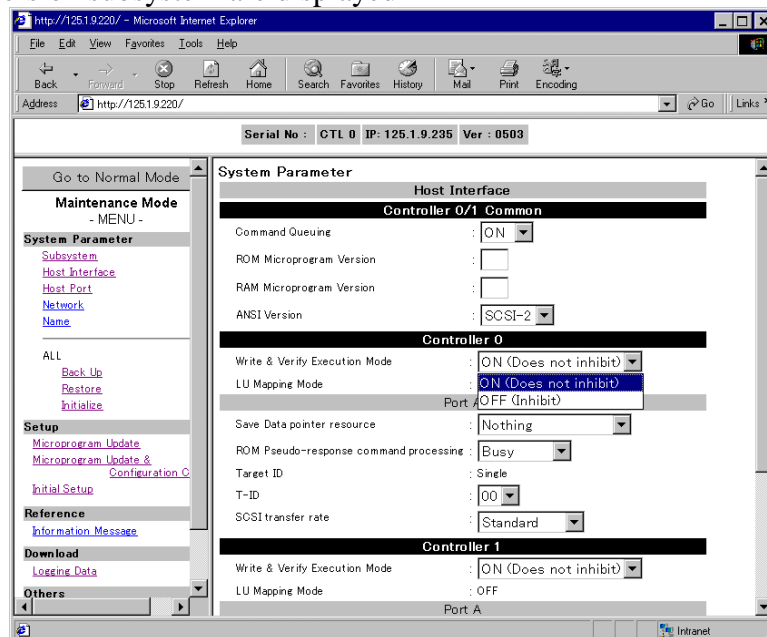 http://125.1.9.220/ - Microsoft Internet Explorer
File Edit View Favorites Tools Help
Back Forward Stop Refresh Home Search Favorites History Mail Print Encoding
Address http://125.1.9.220/ Go Links
Serial No : CTL 0 IP: 125.1.9.235 Ver : 0503
Go to Normal Mode
Maintenance Mode
- MENU -
System Parameter
Subsystem
Host Interface
Host Port
Network
Name
ALL
Back Up
Restore
Initialize
Setup
Microprogram Update
Microprogram Update &
Configuration C
Initial Setup
Reference
Information Message
Download
Logging Data
Others
System Parameter
Host Interface
Controller 0/1 Common
Command Queuing : ON
ROM Microprogram Version :
RAM Microprogram Version :
ANSI Version : SCSI-2
Controller 0
Write & Verify Execution Mode : ON (Does not inhibit)
LU Mapping Mode :
ON (Does not inhibit)
OFF (Inhibit)
Port A
Save Data pointer resource : Nothing
ROM Pseudo-response command processing : Busy
Target ID : Single
T-ID : 00
SCSI transfer rate : Standard
Controller 1
Write & Verify Execution Mode : ON (Does not inhibit)
LU Mapping Mode : OFF
Port A
Intranet